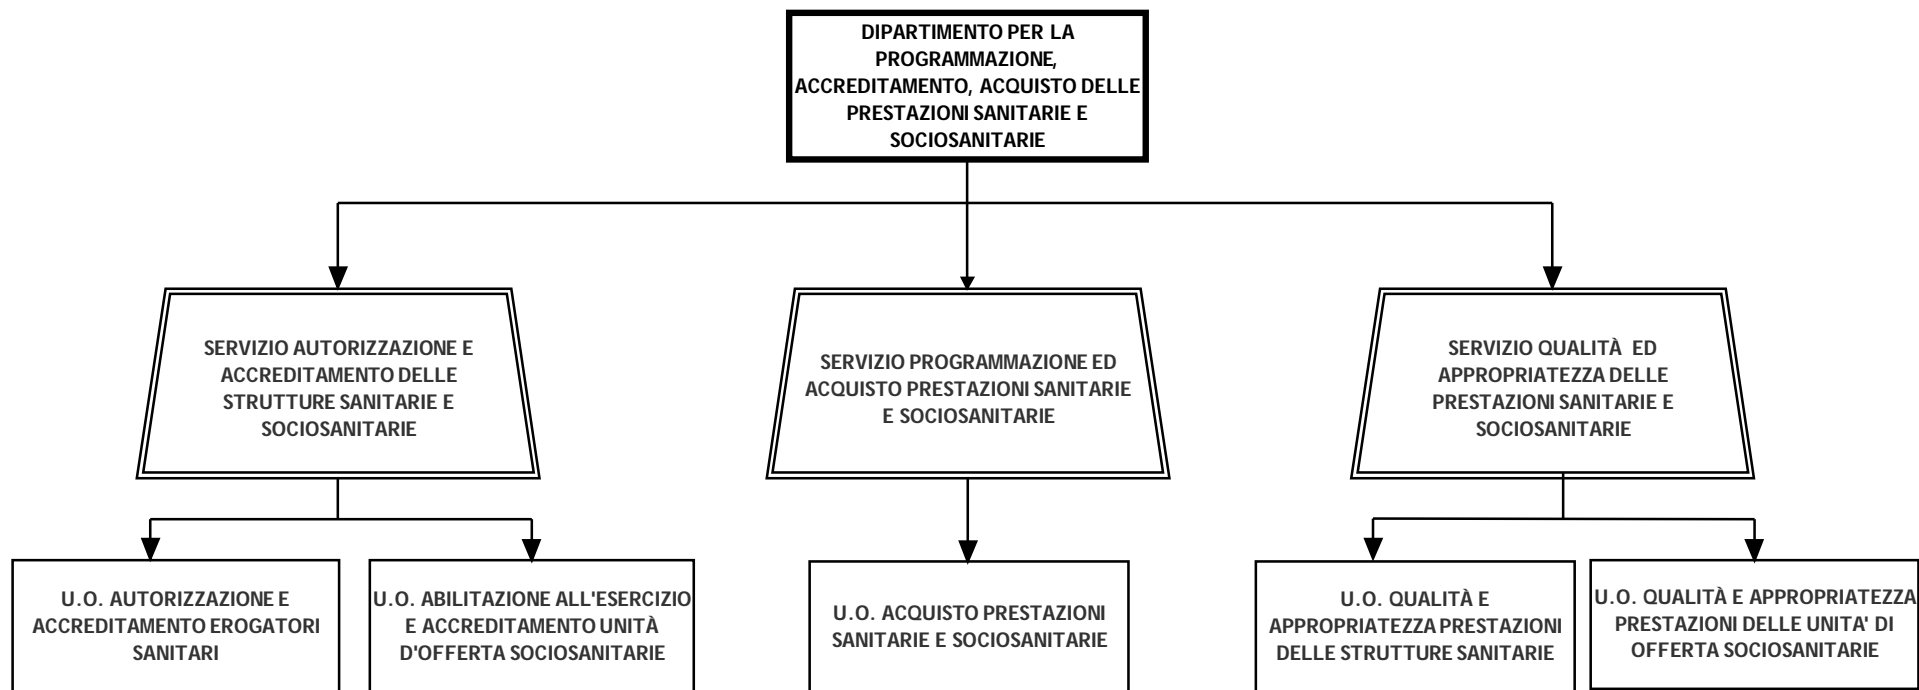 DIPARTIMENTO PER LA
PROGRAMMAZIONE,
ACCREDITAMENTO, ACQUISTO DELLE
PRESTAZIONI SANITARIE E
SOCIOSANITARIE
SERVIZIO AUTORIZZAZIONE E
ACCREDITAMENTO DELLE
STRUTTURE SANITARIE E
SOCIOSANITARIE
SERVIZIO PROGRAMMAZIONE ED
ACQUISTO PRESTAZIONI SANITARIE
E SOCIOSANITARIE
SERVIZIO QUALITÀ ED
APPROPRIATEZZA DELLE
PRESTAZIONI SANITARIE E
SOCIOSANITARIE
U.O. AUTORIZZAZIONE E
ACCREDITAMENTO EROGATORI
SANITARI
U.O. ABILITAZIONE ALL'ESERCIZIO
E ACCREDITAMENTO UNITÀ
D'OFFERTA SOCIOSANITARIE
U.O. ACQUISTO PRESTAZIONI
SANITARIE E SOCIOSANITARIE
U.O. QUALITÀ E
APPROPRIATEZZA PRESTAZIONI
DELLE STRUTTURE SANITARIE
U.O. QUALITÀ E APPROPRIATEZZA
PRESTAZIONI DELLE UNITA' DI
OFFERTA SOCIOSANITARIE